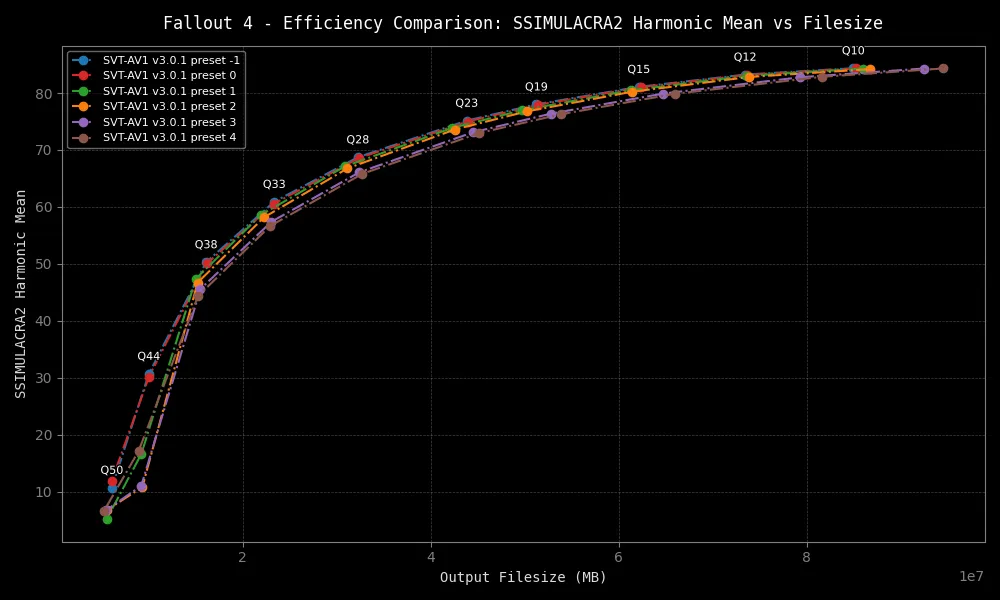 Fallout 4 - Efficiency Comparison: SSIMULACRA2 Harmonic Mean vs Filesize
SVT-AV1 v3.0.1 preset -1
SVT-AV1 v3.0.1 preset 0
SVT-AV1 v3.0.1 preset 1
SVT-AV1 v3.0.1 preset 2
SVT-AV1 v3.0.1 preset 3
SVT-AV1 v3.0.1 preset 4
Q10
Q12
Q15
Q19
Q23
Q28
Q33
Q38
Q44
Q50
SSIMULACRA2 Harmonic Mean
80
70
60
50
40
30
20
10
2
4
6
8
1e7
Output Filesize (MB)